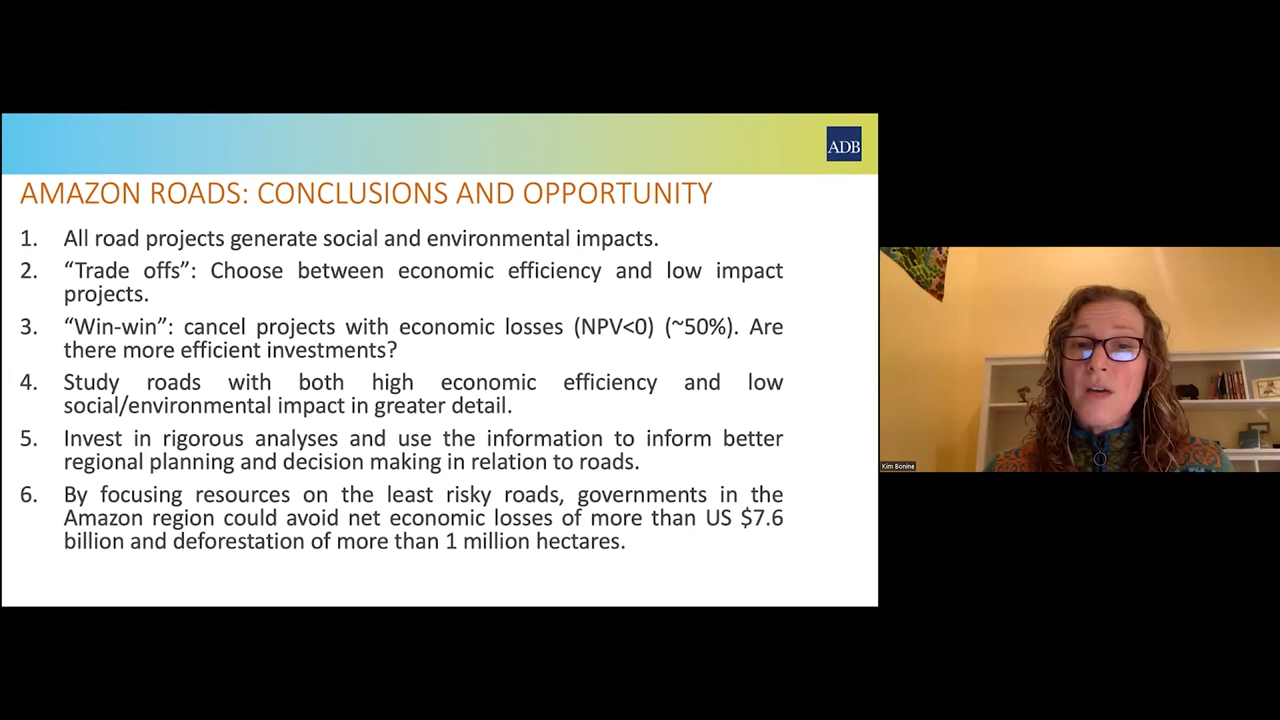 ADB
AMAZON ROADS: CONCLUSIONS AND OPPORTUNITY
1. All road projects generate social and environmental impacts.
2. “Trade offs”: Choose between economic efficiency and low impact
projects.
3. “Win-win”: cancel projects with economic losses (NPV<0) (~50%). Are
there more efficient investments?
4. Study roads with both high economic efficiency and low
social/environmental impact in greater detail.
5. Invest in rigorous analyses and use the information to inform better
regional planning and decision making in relation to roads.
6. By focusing resources on the least risky roads, governments in the
Amazon region could avoid net economic losses of more than US $7.6
billion and deforestation of more than 1 million hectares.
Kim Bonine